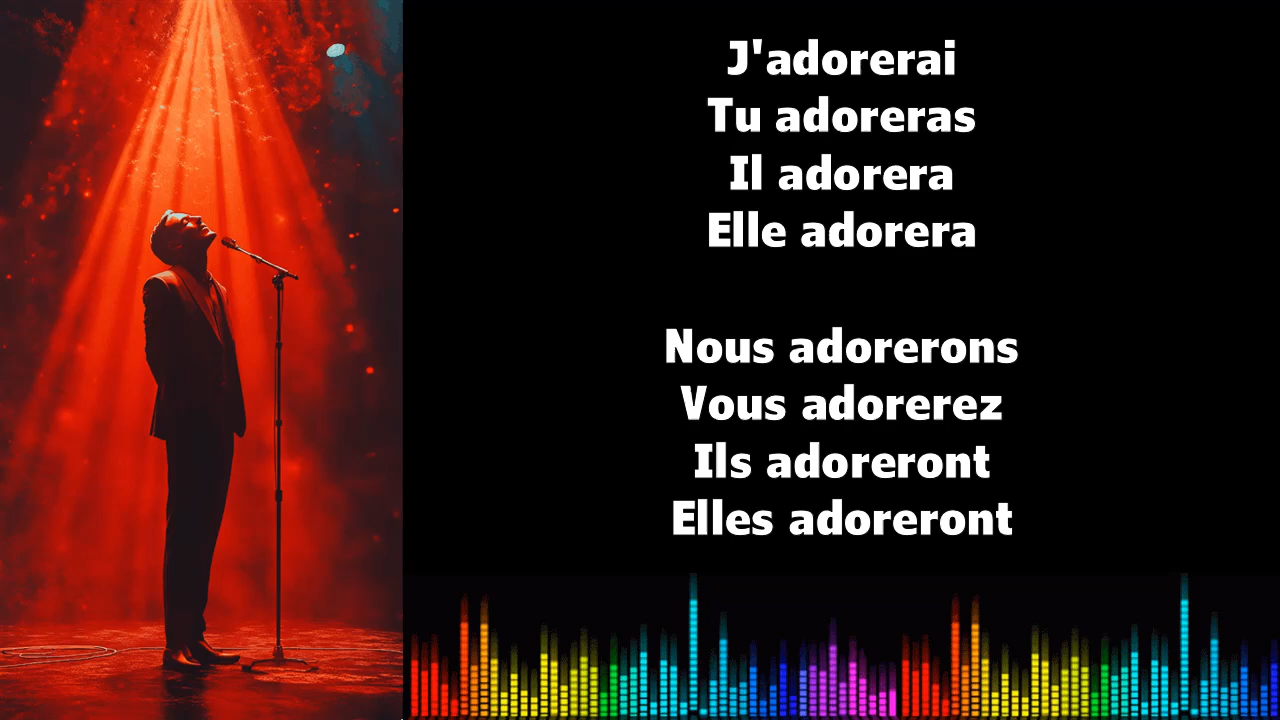 J'adorerai
Tu adoreras
Il adorera
Elle adorera
Nous adorerons
Vous adorerez
Ils adoreront
Elles adoreront